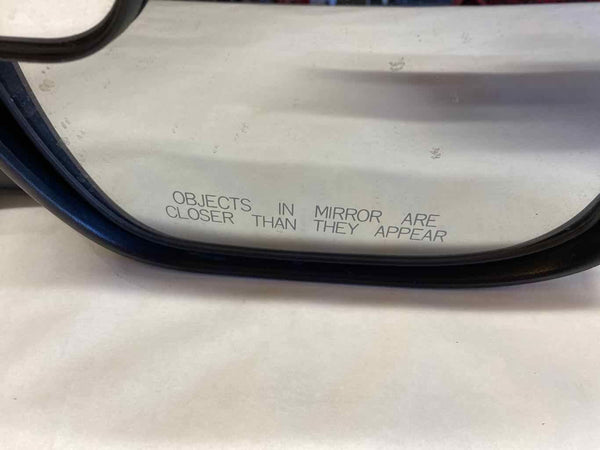 OBJECTS IN MIRROR ARE
CLOSER THAN THEY APPEAR